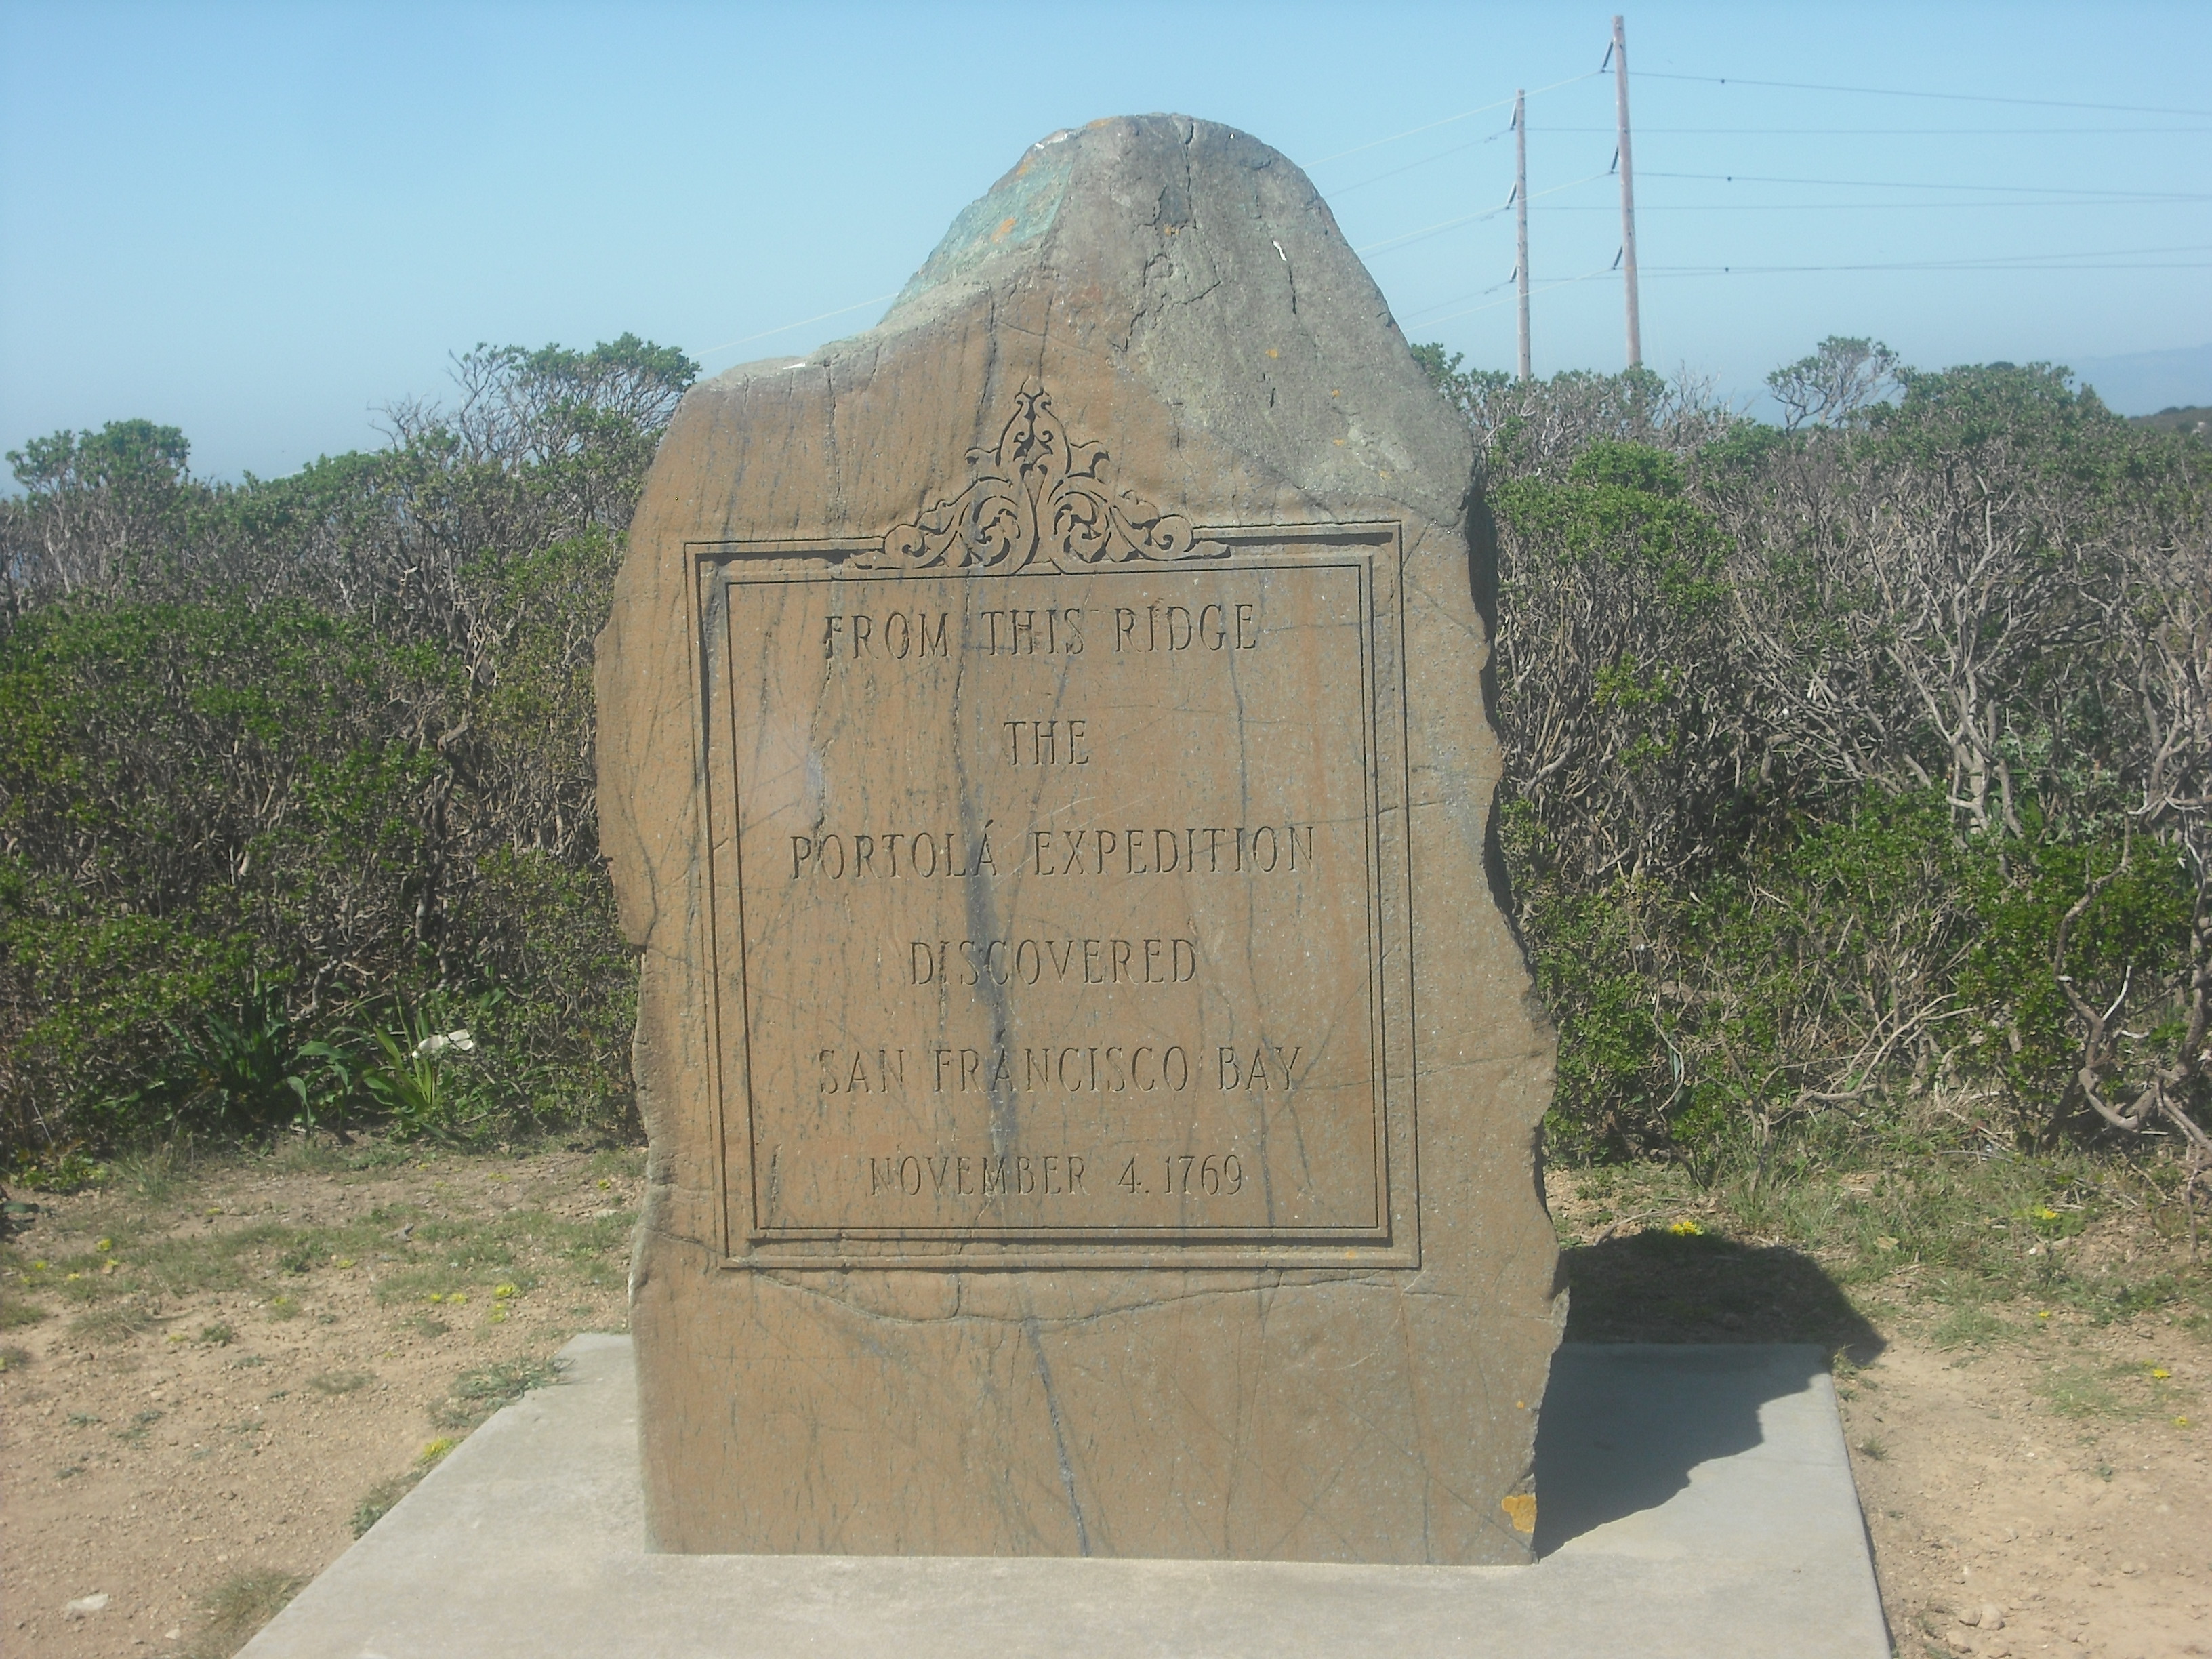 FROM THIS RIDGE
THE
PORTOLÁ EXPEDITION
DISCOVERED
SAN FRANCISCO BAY
NOVEMBER 4. 1769